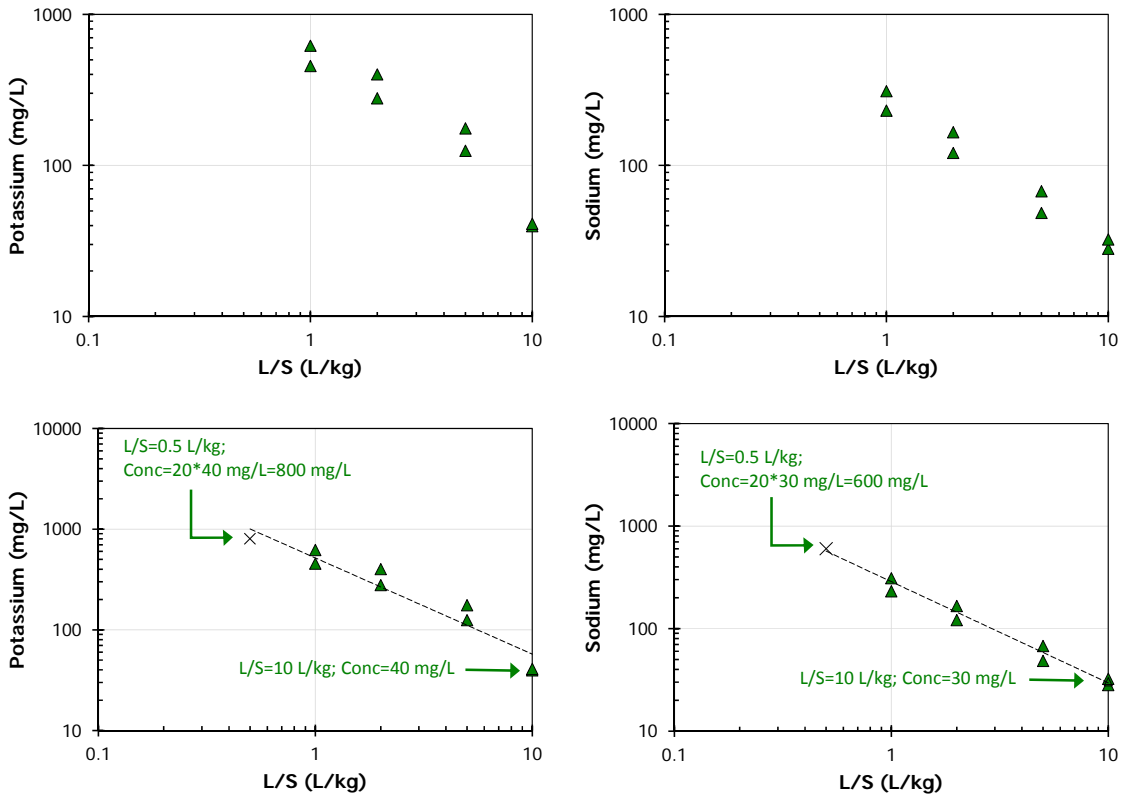 Potassium (mg/L)
1000
100
10
0.1
1
10
L/S (L/kg)
Sodium (mg/L)
1000
100
10
0.1
1
10
L/S (L/kg)
Potassium (mg/L)
10000
1000
100
10
L/S=0.5 L/kg;
Conc=20*40 mg/L=800 mg/L
L/S=10 L/kg; Conc=40 mg/L
0.1
1
10
L/S (L/kg)
Sodium (mg/L)
10000
1000
100
10
L/S=0.5 L/kg;
Conc=20*30 mg/L=600 mg/L
L/S=10 L/kg; Conc=30 mg/L
0.1
1
10
L/S (L/kg)